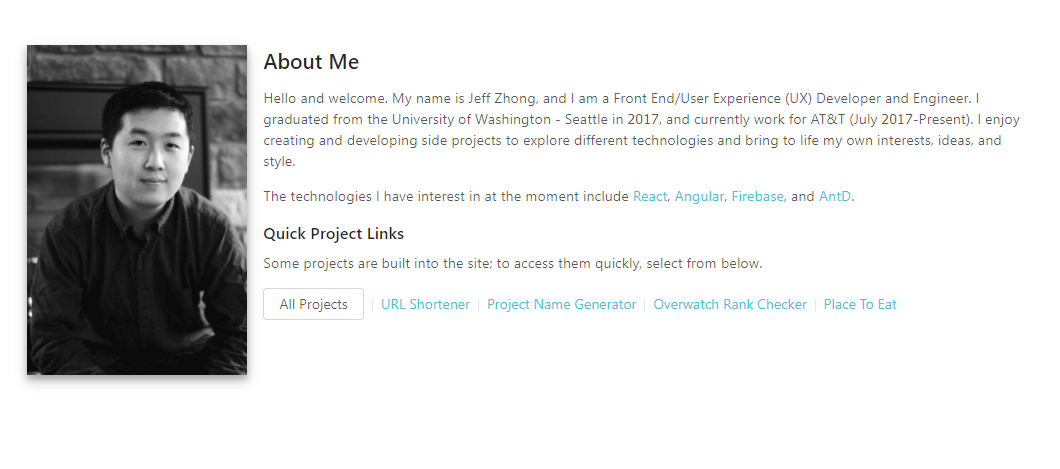 About Me
Hello and welcome. My name is Jeff Zhong, and I am a Front End/User Experience (UX) Developer and Engineer. I
graduated from the University of Washington - Seattle in 2017, and currently work for AT&T (July 2017-Present). I enjoy
creating and developing side projects to explore different technologies and bring to life my own interests, ideas, and
style.
The technologies I have interest in at the moment include React, Angular, Firebase, and AntD.
Quick Project Links
Some projects are built into the site; to access them quickly, select from below.
All Projects | URL Shortener | Project Name Generator | Overwatch Rank Checker | Place To Eat